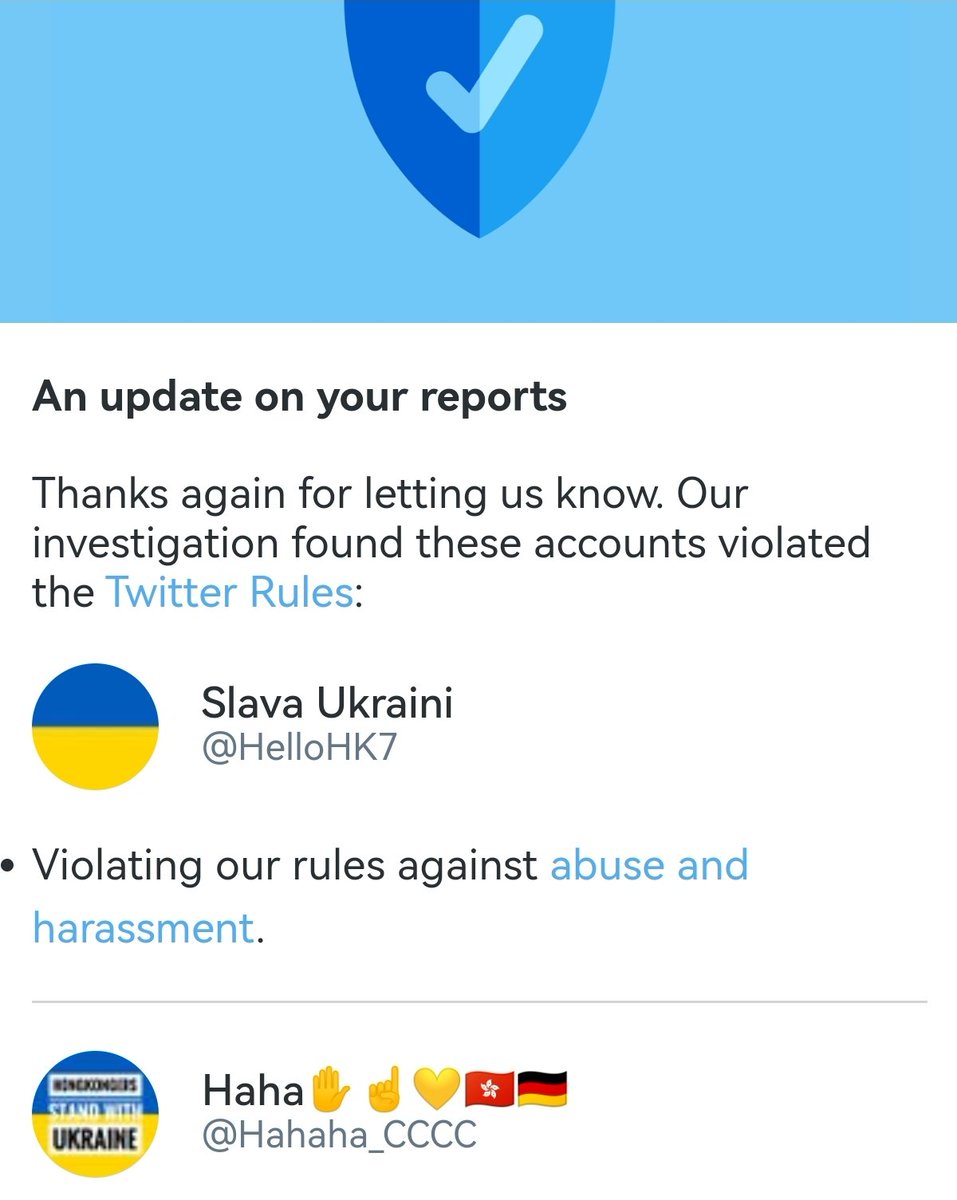 An update on your reports
Thanks again for letting us know. Our
investigation found these accounts violated
the Twitter Rules:
Slava Ukraini
@HelloHK7
• Violating our rules against abuse and
harassment.
HONGKONGERS
STAND WITH
UKRAINE
Haha✋☝️💛🇭🇰🇩🇪
@Hahaha_CCCC